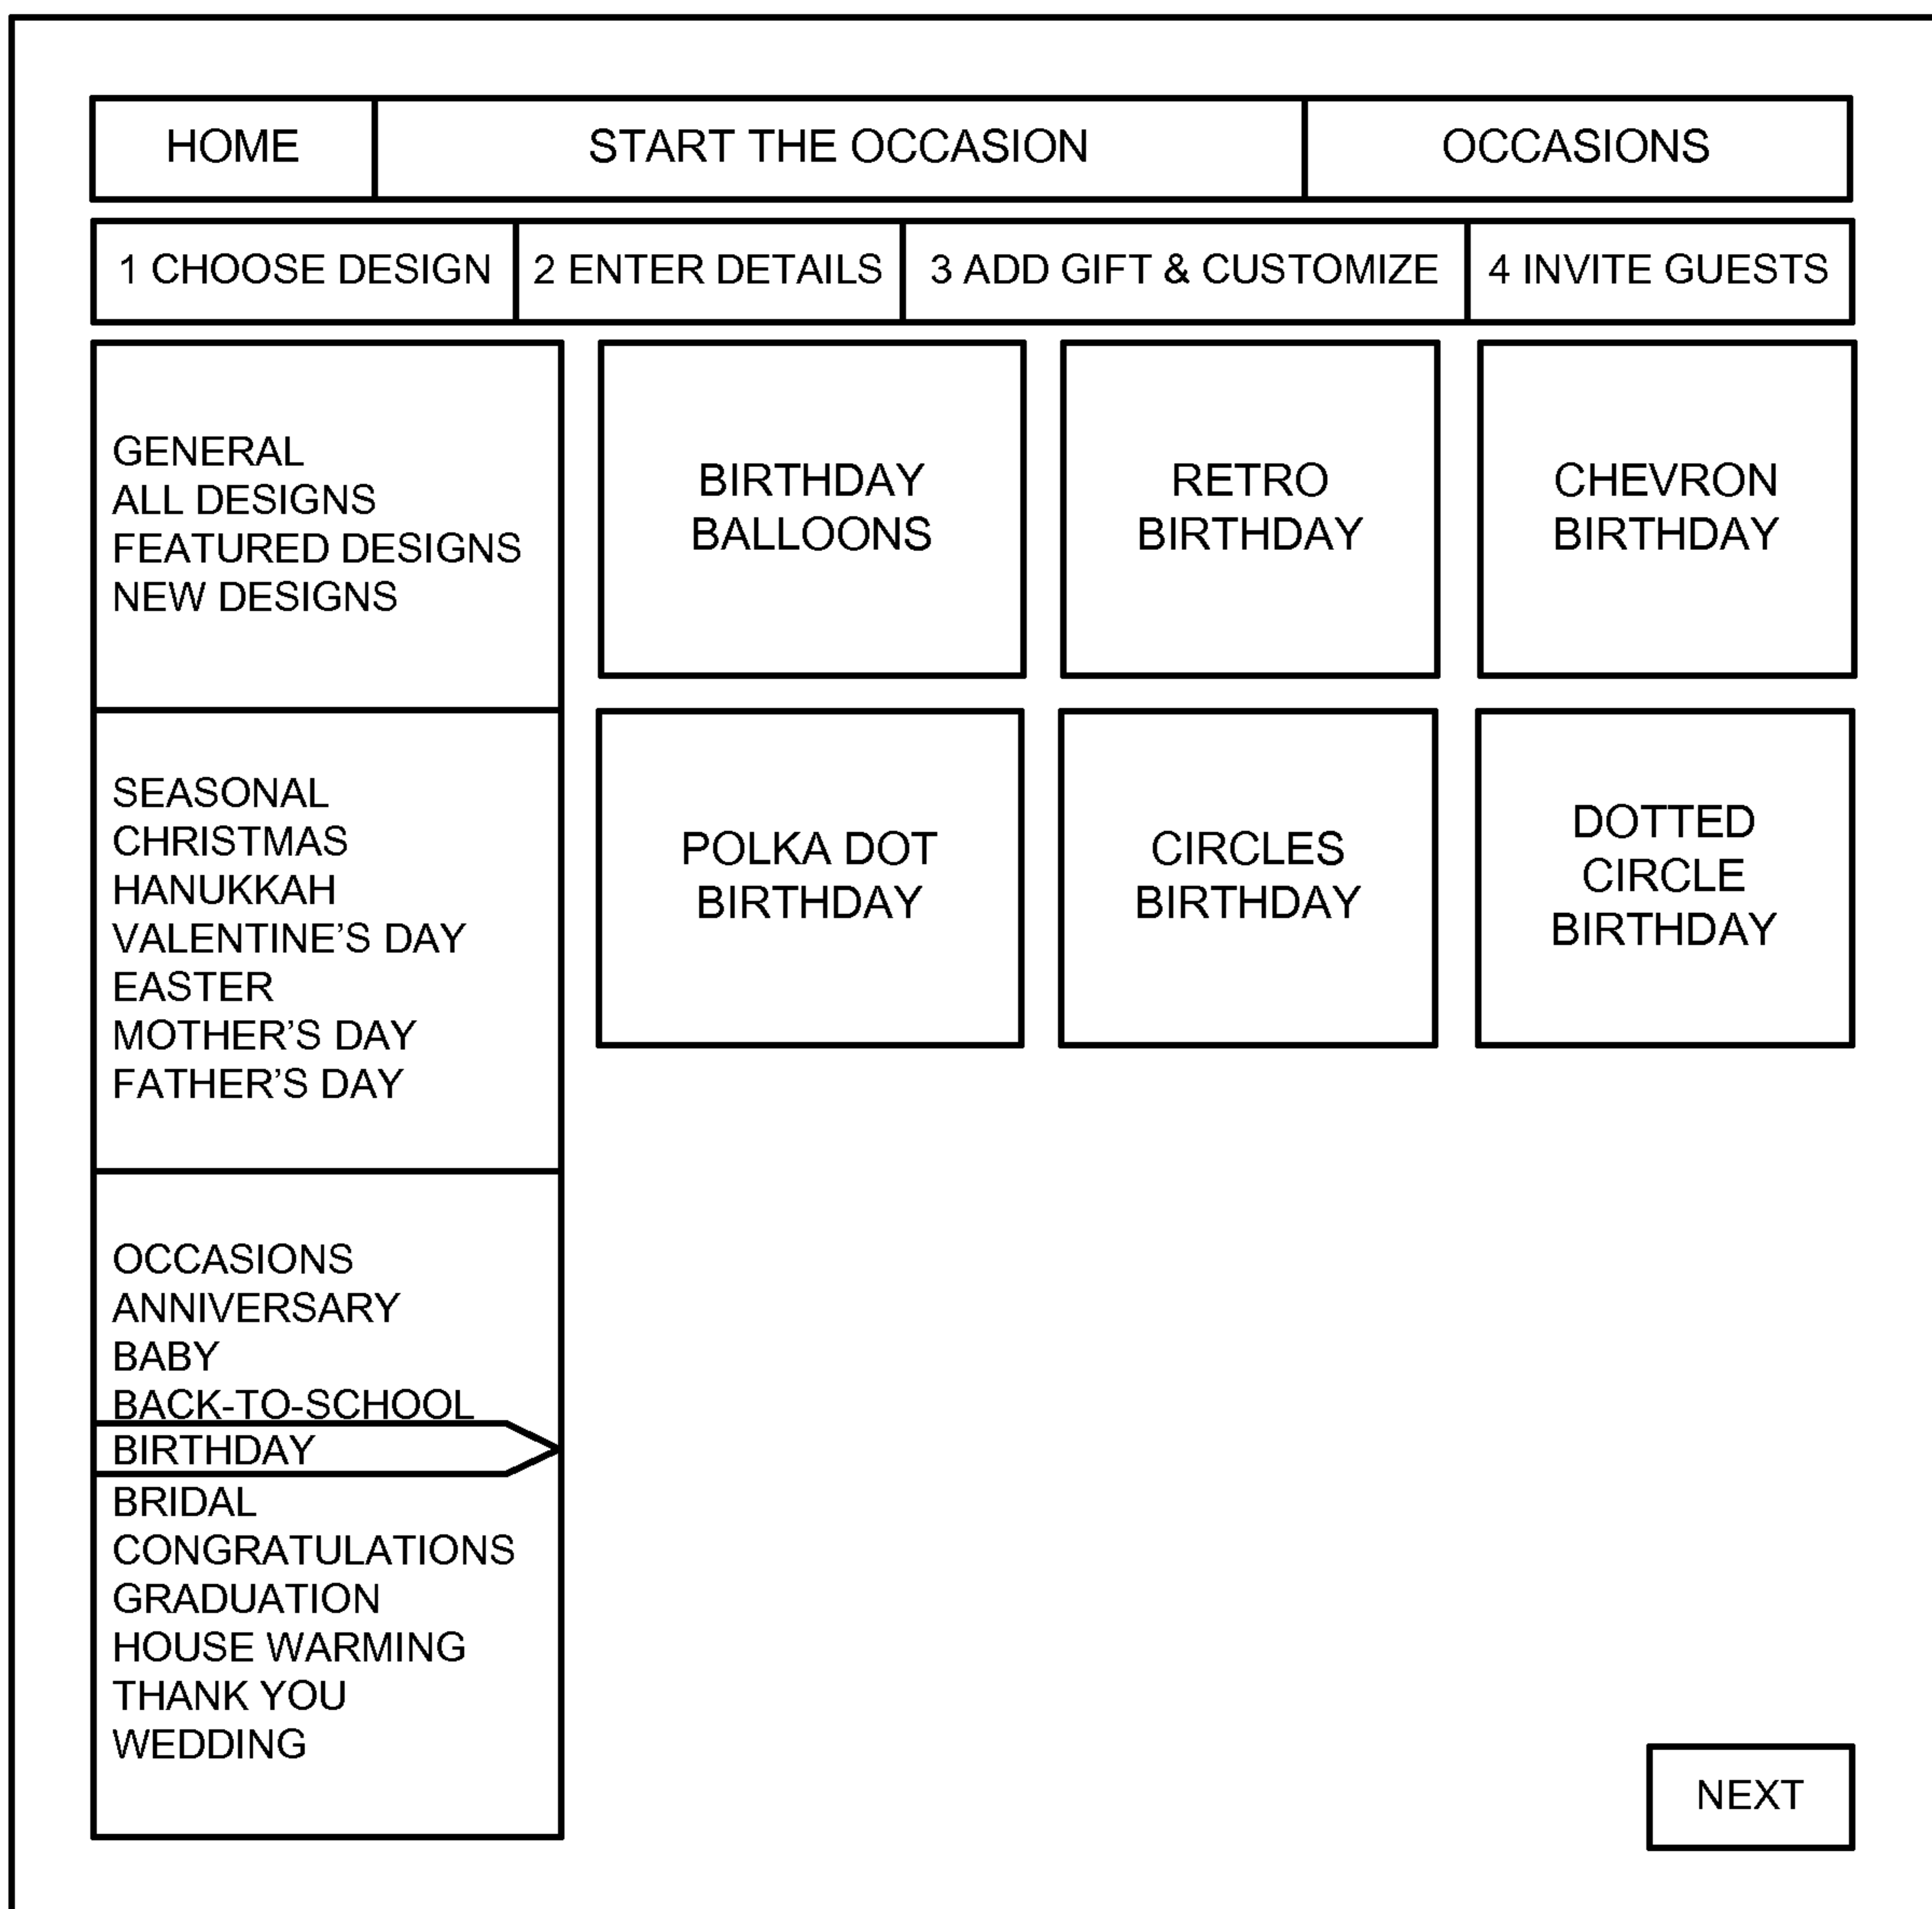 HOME
START THE OCCASION
OCCASIONS
1 CHOOSE DESIGN
2 ENTER DETAILS
3 ADD GIFT & CUSTOMIZE
4 INVITE GUESTS
GENERAL
ALL DESIGNS
FEATURED DESIGNS
NEW DESIGNS
SEASONAL
CHRISTMAS
HANUKKAH
VALENTINE’S DAY
EASTER
MOTHER’S DAY
FATHER’S DAY
OCCASIONS
ANNIVERSARY
BABY
BACK-TO-SCHOOL
BIRTHDAY
BRIDAL
CONGRATULATIONS
GRADUATION
HOUSE WARMING
THANK YOU
WEDDING
BIRTHDAY
BALLOONS
RETRO
BIRTHDAY
CHEVRON
BIRTHDAY
POLKA DOT
BIRTHDAY
CIRCLES
BIRTHDAY
DOTTED
CIRCLE
BIRTHDAY
NEXT